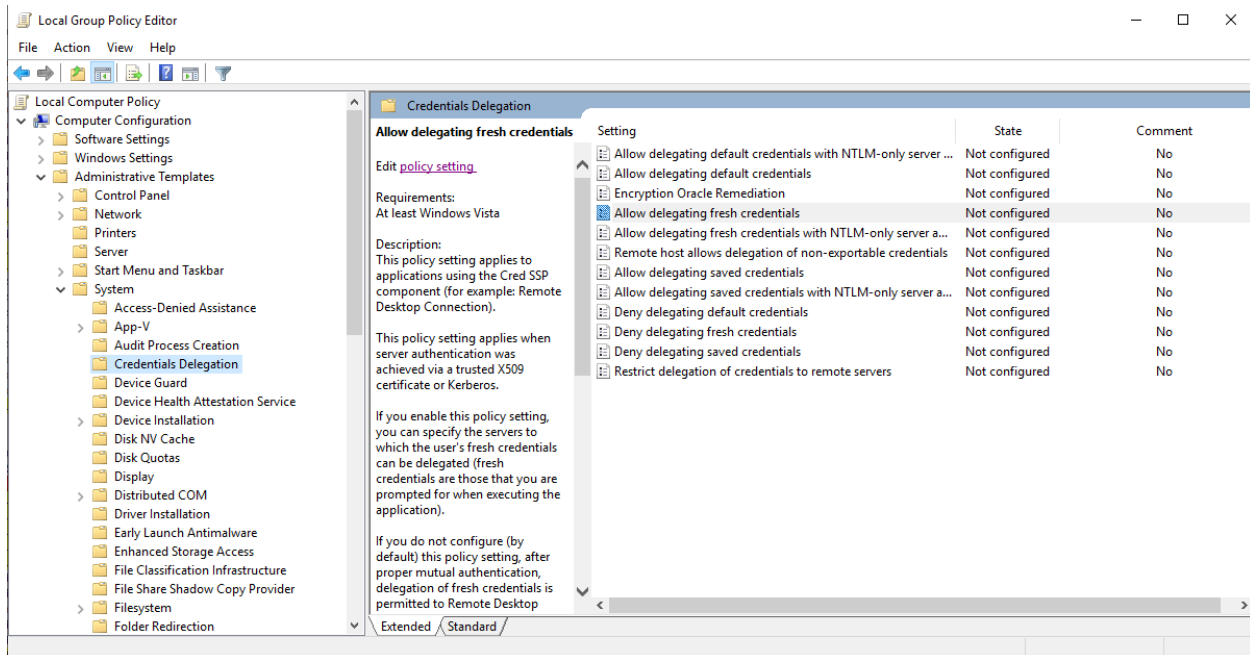 Local Group Policy Editor
File Action View Help
Local Computer Policy
Computer Configuration
Software Settings
Windows Settings
Administrative Templates
Control Panel
Network
Printers
Server
Start Menu and Taskbar
System
Access-Denied Assistance
App-V
Audit Process Creation
Credentials Delegation
Device Guard
Device Health Attestation Service
Device Installation
Disk NV Cache
Disk Quotas
Display
Distributed COM
Driver Installation
Early Launch Antimalware
Enhanced Storage Access
File Classification Infrastructure
File Share Shadow Copy Provider
Filesystem
Folder Redirection
Credentials Delegation
Allow delegating fresh credentials
Edit policy setting
Requirements:
At least Windows Vista
Description:
This policy setting applies to
applications using the Cred SSP
component (for example: Remote
Desktop Connection).
This policy setting applies when
server authentication was
achieved via a trusted X509
certificate or Kerberos.
If you enable this policy setting,
you can specify the servers to
which the user's fresh credentials
can be delegated (fresh
credentials are those that you are
prompted for when executing the
application).
If you do not configure (by
default) this policy setting, after
proper mutual authentication,
delegation of fresh credentials is
permitted to Remote Desktop
Setting State Comment
Allow delegating default credentials with NTLM-only server ... Not configured No
Allow delegating default credentials Not configured No
Encryption Oracle Remediation Not configured No
Allow delegating fresh credentials Not configured No
Allow delegating fresh credentials with NTLM-only server a... Not configured No
Remote host allows delegation of non-exportable credentials Not configured No
Allow delegating saved credentials Not configured No
Allow delegating saved credentials with NTLM-only server a... Not configured No
Deny delegating default credentials Not configured No
Deny delegating fresh credentials Not configured No
Deny delegating saved credentials Not configured No
Restrict delegation of credentials to remote servers Not configured No
Extended Standard